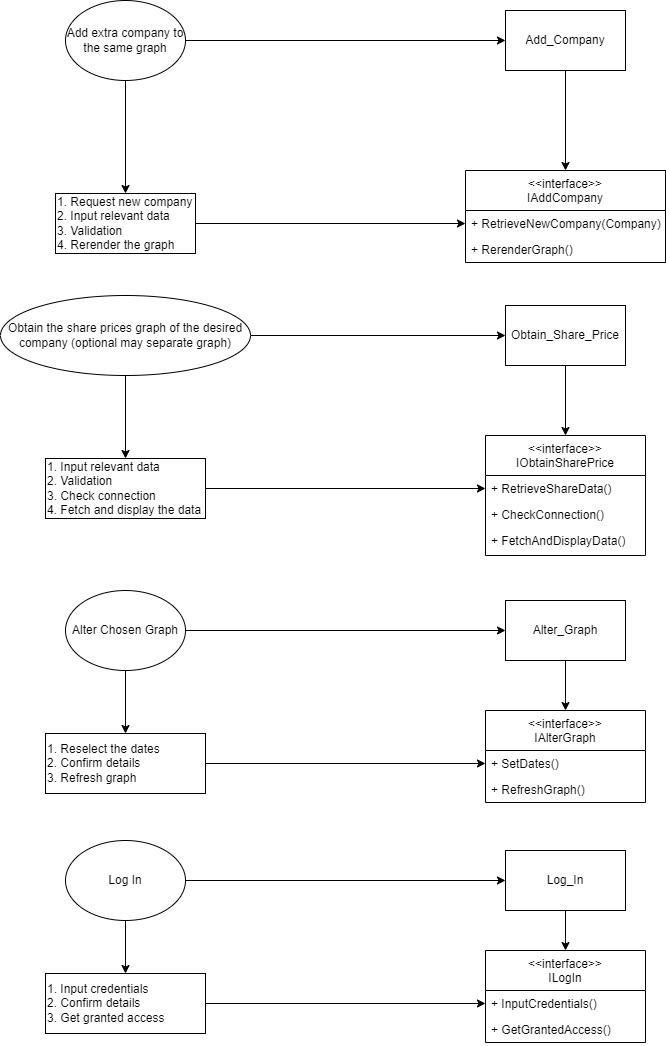 Add extra company to
the same graph
Add_Company
1. Request new company
2. Input relevant data
3. Validation
4. Rerender the graph
<<interface>>
IAddCompany
+ RetrieveNewCompany(Company)
+ RerenderGraph()
Obtain the share prices graph of the desired
company (optional may separate graph)
Obtain_Share_Price
1. Input relevant data
2. Validation
3. Check connection
4. Fetch and display the data
<<interface>>
IObtainSharePrice
+ RetrieveShareData()
+ CheckConnection()
+ FetchAndDisplayData()
Alter Chosen Graph
Alter_Graph
1. Reselect the dates
2. Confirm details
3. Refresh graph
<<interface>>
IAlterGraph
+ SetDates()
+ RefreshGraph()
Log In
Log_In
1. Input credentials
2. Confirm details
3. Get granted access
<<interface>>
ILogIn
+ InputCredentials()
+ GetGrantedAccess()